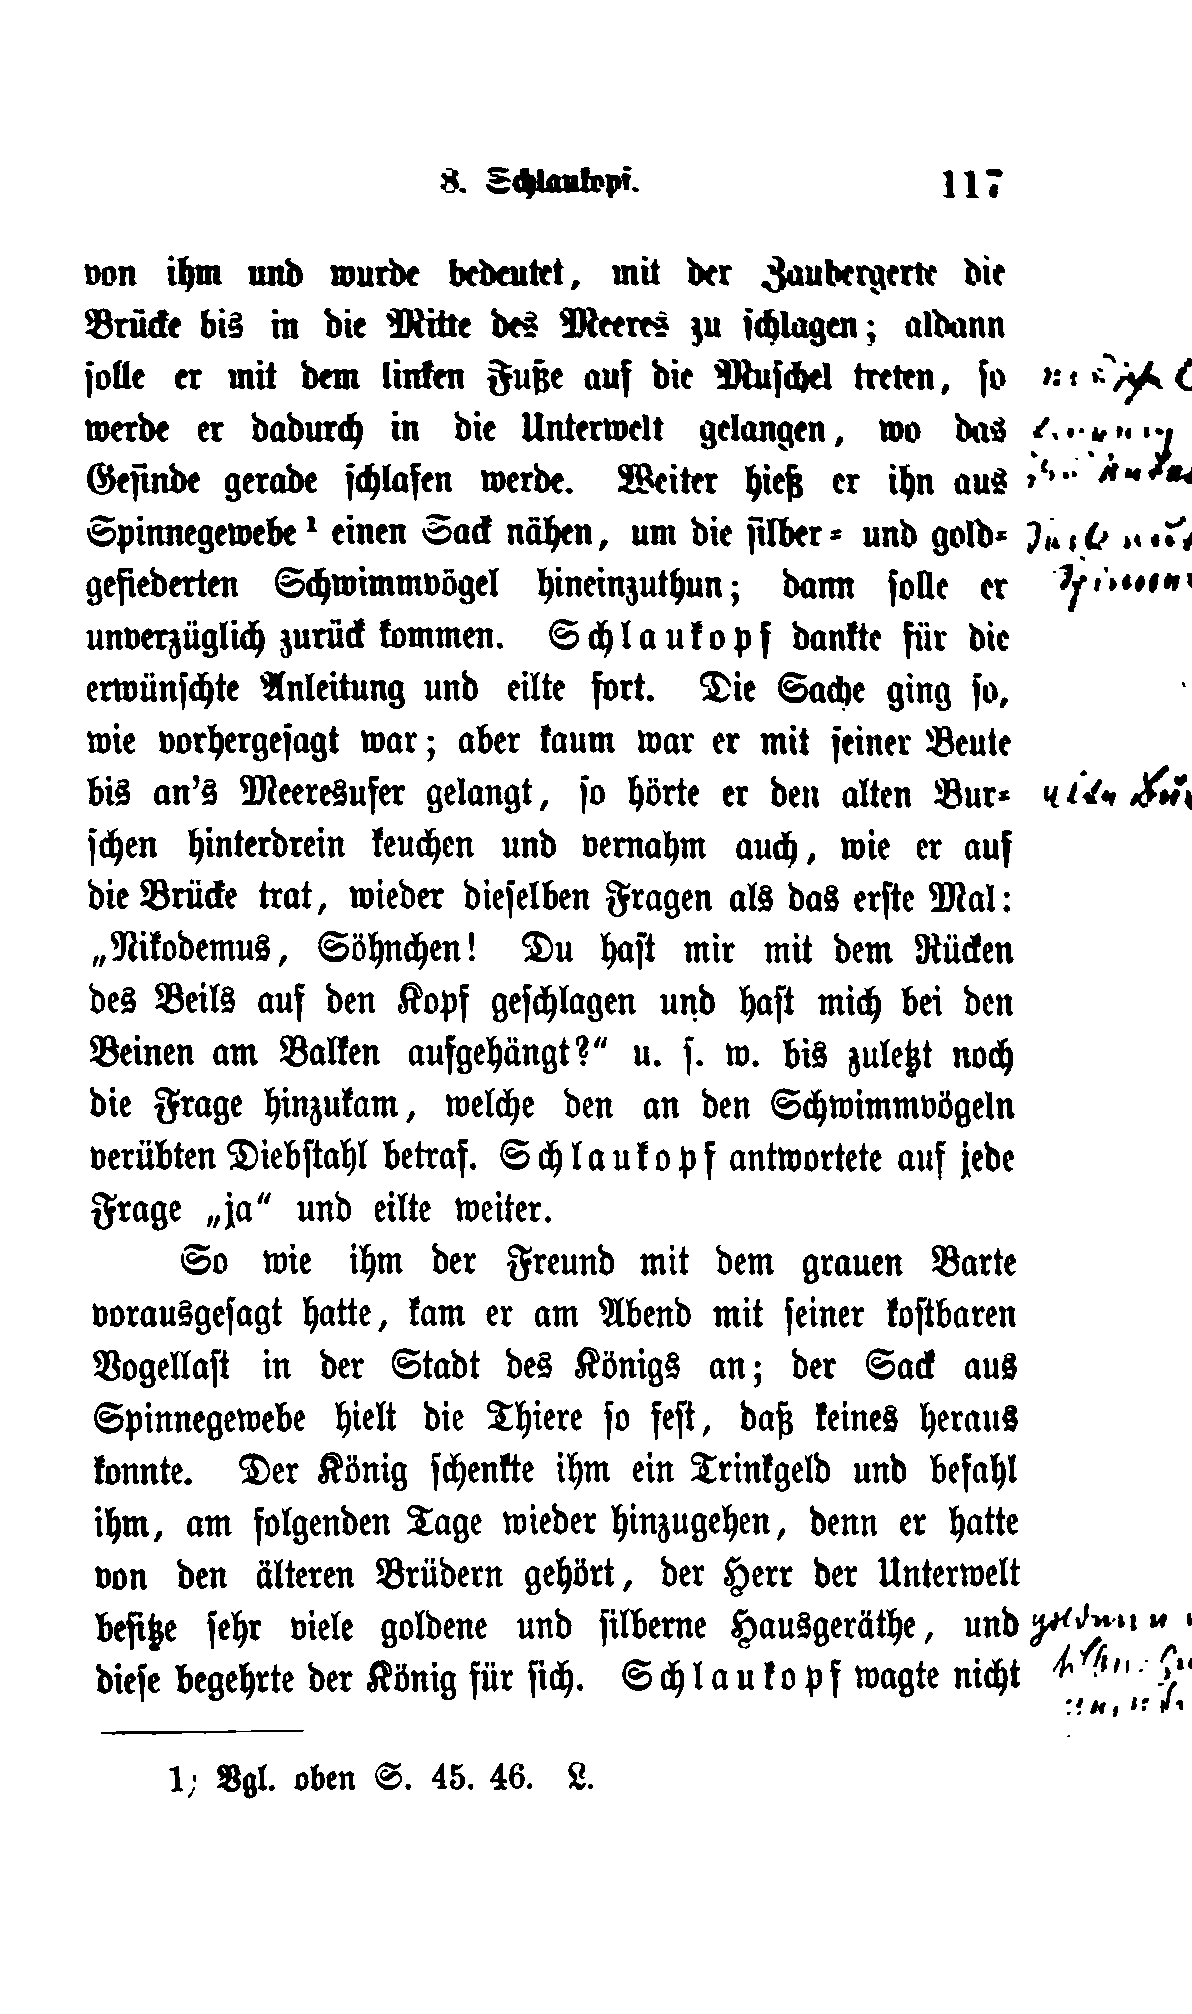 8. Schlaukopf. 117
von ihm und wurde bedeutet, mit der Zaubergerte die
Brücke bis in die Mitte des Meeres zu schlagen; aldann
solle er mit dem linken Fuße auf die Muschel treten, so
werde er dadurch in die Unterwelt gelangen, wo das
Gesinde gerade schlafen werde. Weiter hieß er ihn aus
Spinnegewebe¹ einen Sack nähen, um die silber- und gold-
gefiederten Schwimmvögel hineinzuthun; dann solle er
unverzüglich zurück kommen. Schlaukopf dankte für die
erwünschte Anleitung und eilte fort. Die Sache ging so,
wie vorhergesagt war; aber kaum war er mit seiner Beute
bis an's Meeresufer gelangt, so hörte er den alten Bur-
schen hinterdrein keuchen und vernahm auch, wie er auf
die Brücke trat, wieder dieselben Fragen als das erste Mal:
„Nikodemus, Söhnchen! Du hast mir mit dem Rücken
des Beils auf den Kopf geschlagen und hast mich bei den
Beinen am Balken aufgehängt?“ u. s. w. bis zuletzt noch
die Frage hinzukam, welche den an den Schwimmvögeln
verübten Diebstahl betraf. Schlaukopf antwortete auf jede
Frage „ja“ und eilte weiter.
So wie ihm der Freund mit dem grauen Barte
vorausgesagt hatte, kam er am Abend mit seiner kostbaren
Vogellast in der Stadt des Königs an; der Sack aus
Spinnegewebe hielt die Thiere so fest, daß keines heraus
konnte. Der König schenkte ihm ein Trinkgeld und befahl
ihm, am folgenden Tage wieder hinzugehen, denn er hatte
von den älteren Brüdern gehört, der Herr der Unterwelt
besitze sehr viele goldene und silberne Hausgeräthe, und
diese begehrte der König für sich. Schlaukopf wagte nicht
1; Vgl. oben S. 45. 46. L.